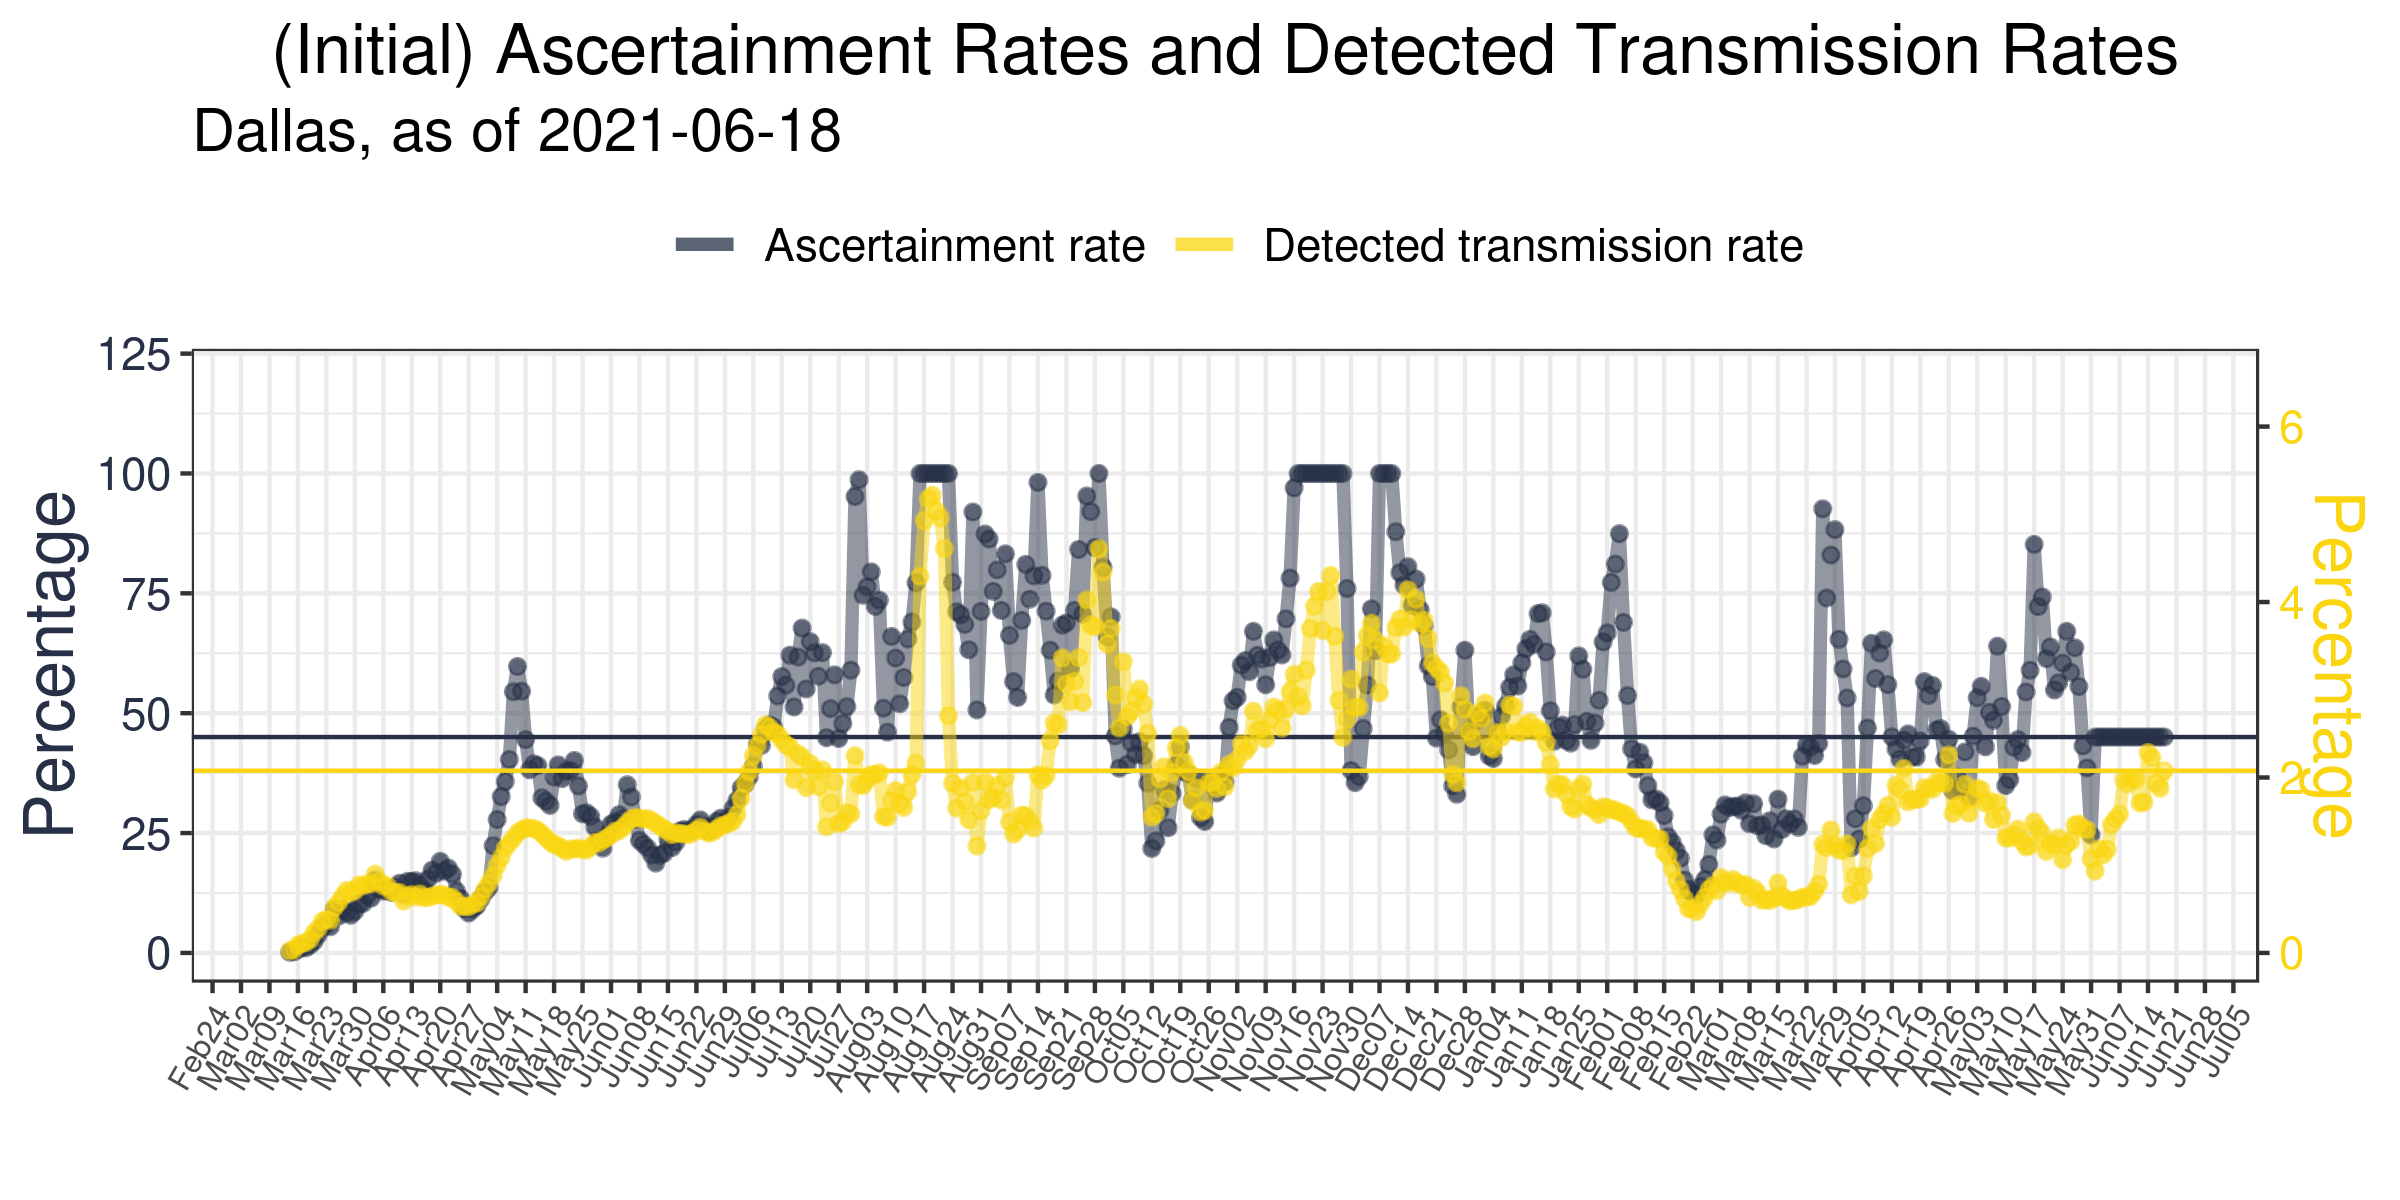 (Initial) Ascertainment Rates and Detected Transmission Rates
Dallas, as of 2021-06-18
Ascertainment rate
Detected transmission rate
Percentage
125
100
75
50
25
0
6
4
2
0
Percentage
Feb24
Mar02
Mar09
Mar16
Mar23
Mar30
Apr06
Apr13
Apr20
Apr27
May04
May11
May18
May25
Jun01
Jun08
Jun15
Jun22
Jun29
Jul06
Jul13
Jul20
Jul27
Aug03
Aug10
Aug17
Aug24
Aug31
Sep07
Sep14
Sep21
Sep28
Oct05
Oct12
Oct19
Oct26
Nov02
Nov09
Nov16
Nov23
Nov30
Dec07
Dec14
Dec21
Dec28
Jan04
Jan11
Jan18
Jan25
Feb01
Feb08
Feb15
Feb22
Mar01
Mar08
Mar15
Mar22
Mar29
Apr05
Apr12
Apr19
Apr26
May03
May10
May17
May24
May31
Jun07
Jun14
Jun21
Jun28
Jul05